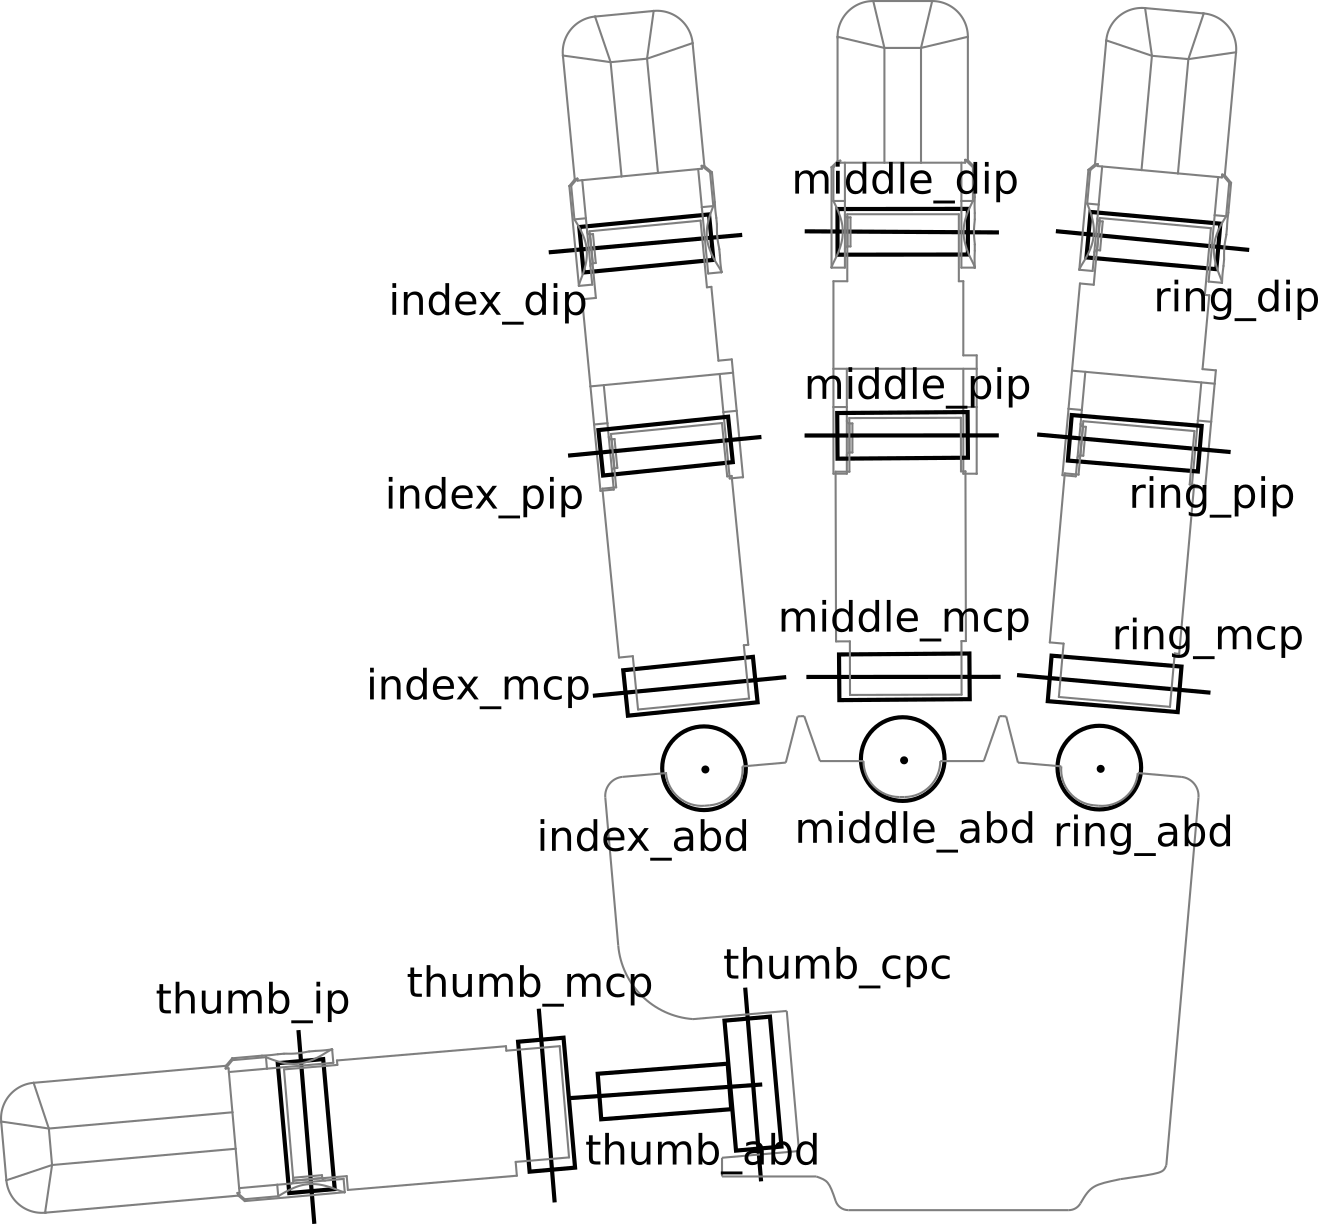 middle_dip
index_dip
ring_dip
middle_pip
index_pip
ring_pip
middle_mcp
ring_mcp
index_mcp
index_abd
middle_abd
ring_abd
thumb_cpc
thumb_mcp
thumb_ip
thumb_abd